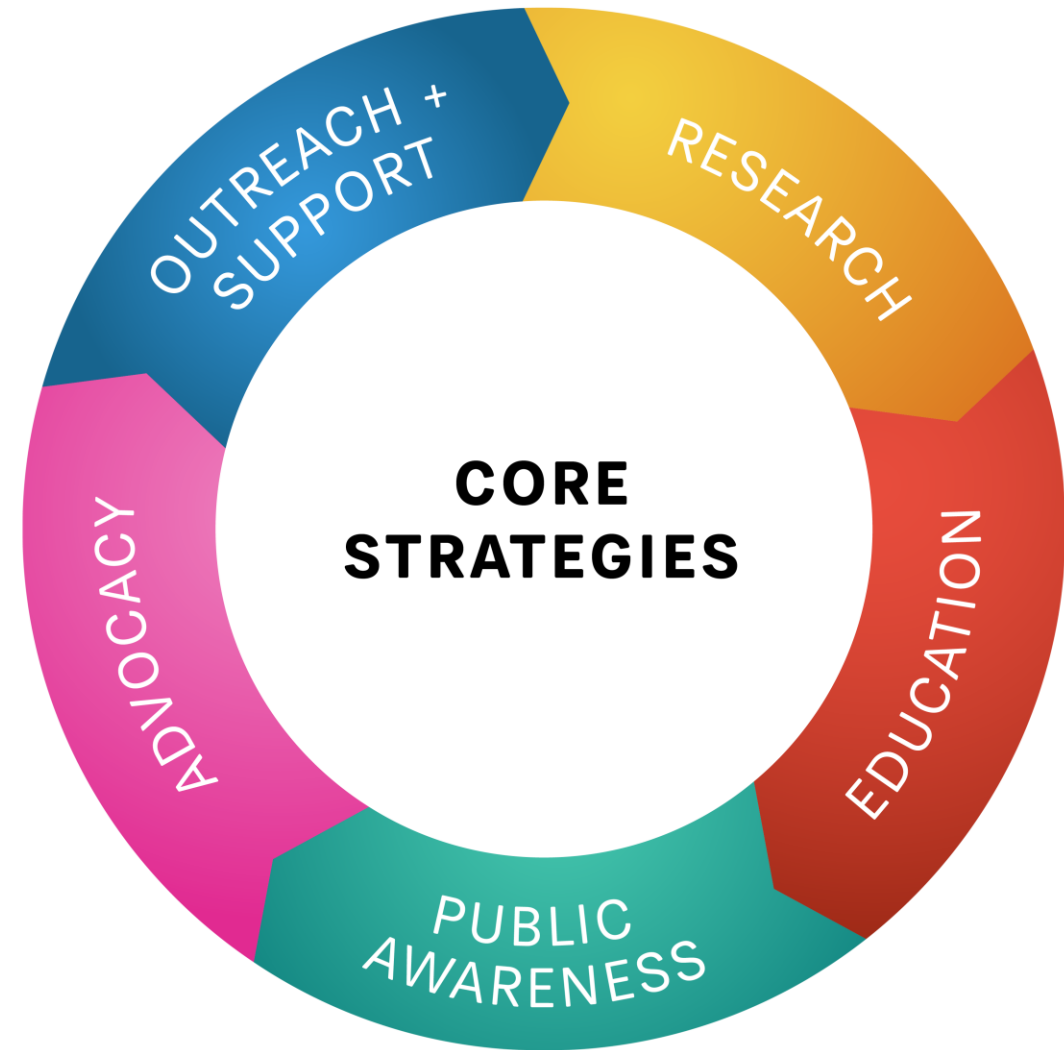 OUTREACH +
SUPPORT
RESEARCH
EDUCATION
PUBLIC
AWARENESS
ADVOCACY
CORE
STRATEGIES